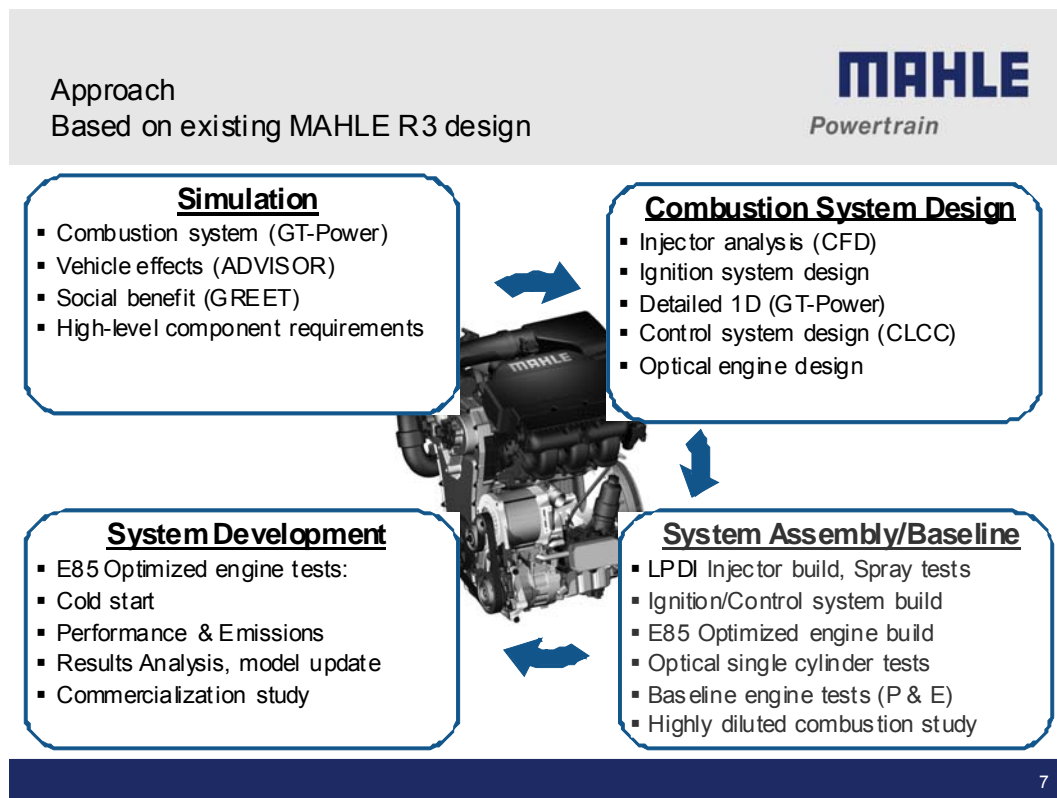 Approach
Based on existing MAHLE R3 design
MAHLE
Powertrain
Simulation
▪ Combustion system (GT-Power)
▪ Vehicle effects (ADVISOR)
▪ Social benefit (GREET)
▪ High-level component requirements
Combustion System Design
▪ Injector analysis (CFD)
▪ Ignition system design
▪ Detailed 1D (GT-Power)
▪ Control system design (CLCC)
▪ Optical engine design
MAHLE
System Development
▪ E85 Optimized engine tests:
▪ Cold start
▪ Performance & Emissions
▪ Results Analysis, model update
▪ Commercialization study
System Assembly/Baseline
▪ LPDI Injector build, Spray tests
▪ Ignition/Control system build
▪ E85 Optimized engine build
▪ Optical single cylinder tests
▪ Baseline engine tests (P & E)
▪ Highly diluted combustion study
7